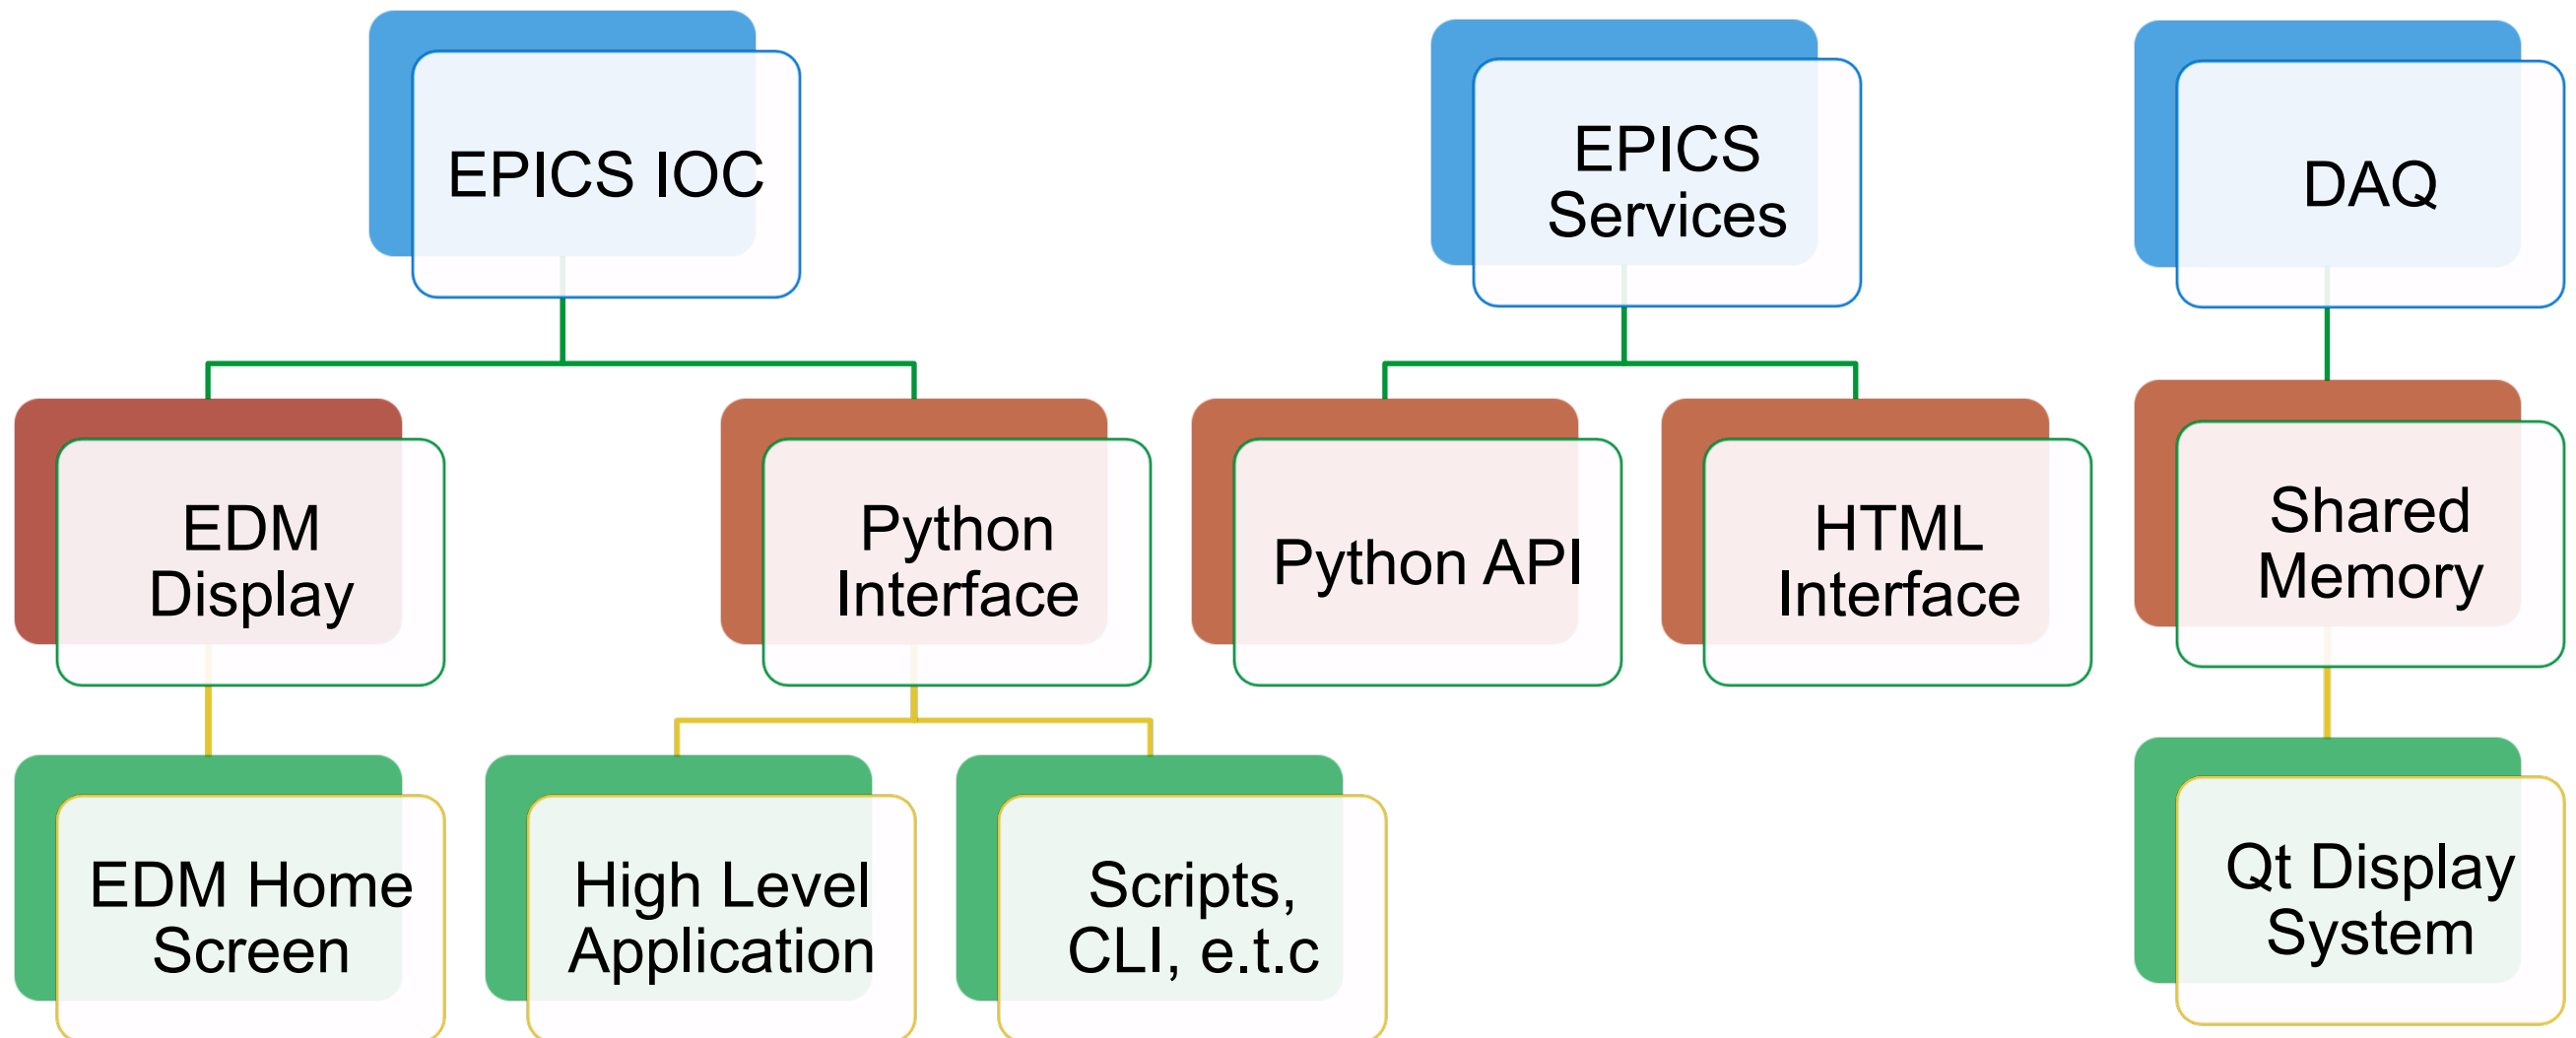 EPICS IOC
EPICS
Services
DAQ
EDM
Display
Python
Interface
Python API
HTML
Interface
Shared
Memory
EDM Home
Screen
High Level
Application
Scripts,
CLI, e.t.c
Qt Display
System